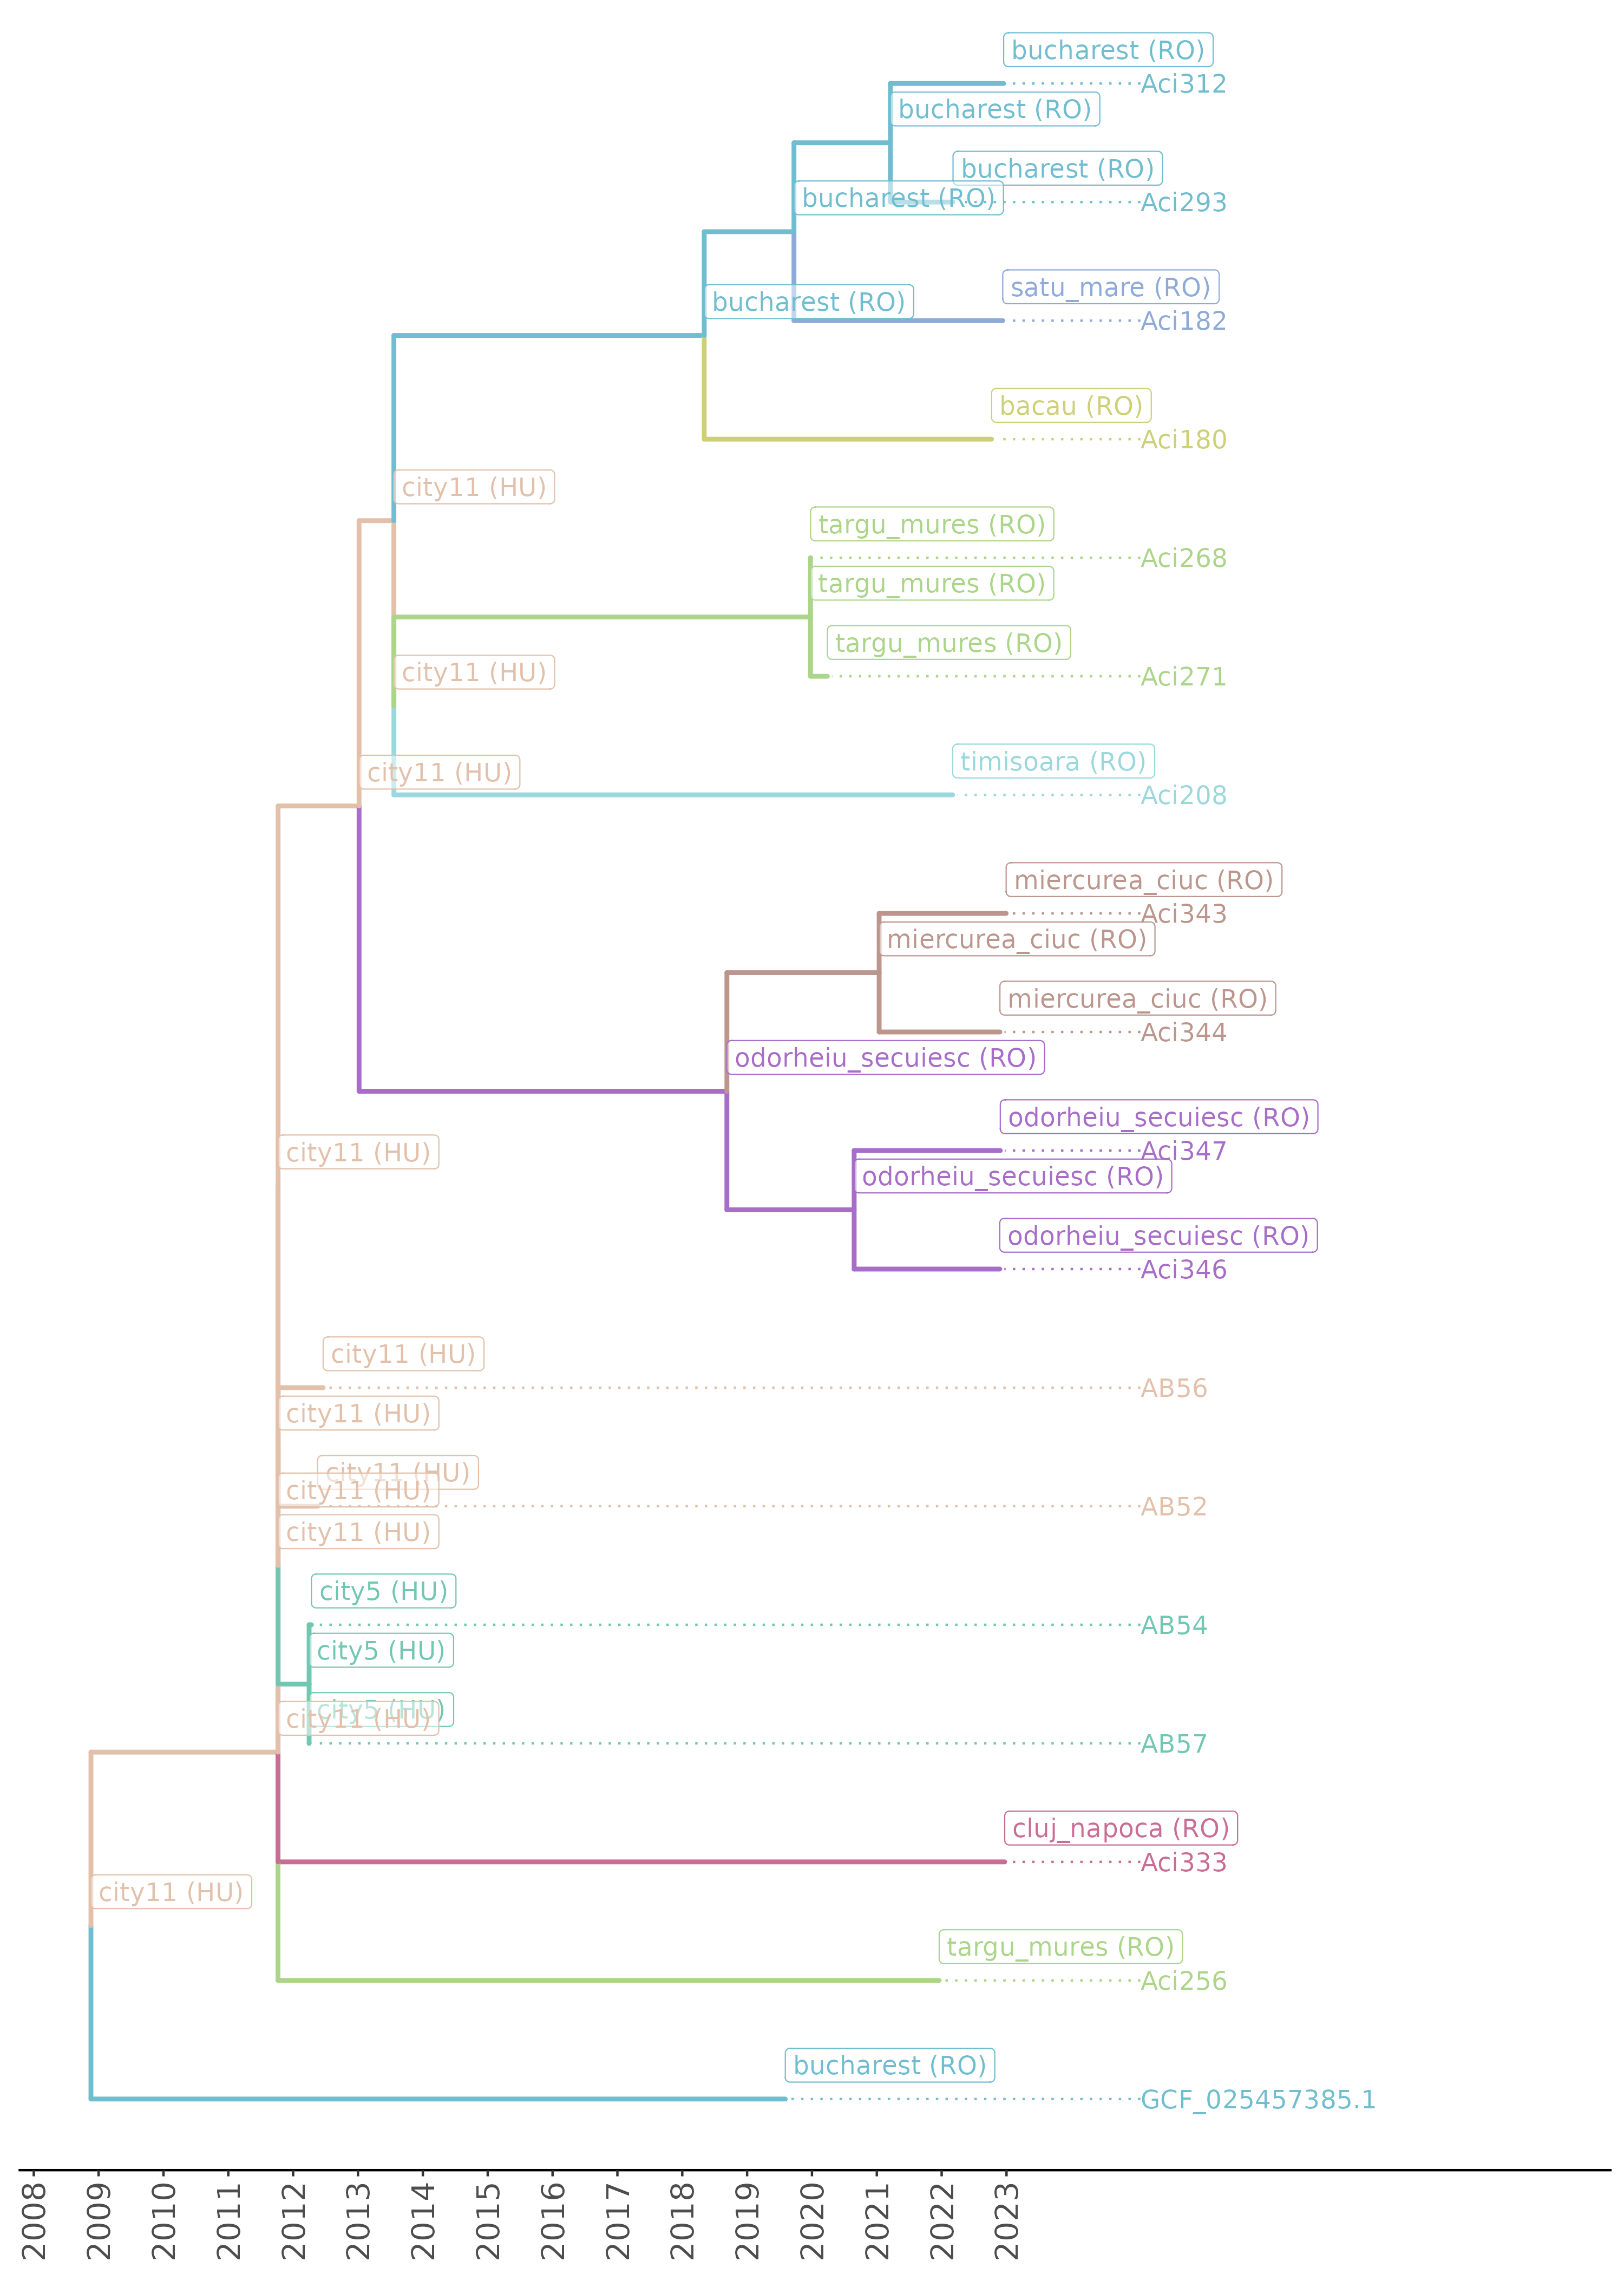 bucharest (RO)
Aci312
bucharest (RO)
bucharest (RO)
bucharest (RO)
Aci293
satu_mare (RO)
bucharest (RO)
Aci182
bacau (RO)
Aci180
city11 (HU)
targu_mures (RO)
Aci268
targu_mures (RO)
targu_mures (RO)
city11 (HU)
Aci271
timisoara (RO)
city11 (HU)
Aci208
miercurea_ciuc (RO)
Aci343
miercurea_ciuc (RO)
miercurea_ciuc (RO)
Aci344
odorheiu_secuiesc (RO)
odorheiu_secuiesc (RO)
city11 (HU)
Aci347
odorheiu_secuiesc (RO)
odorheiu_secuiesc (RO)
Aci346
city11 (HU)
AB56
city11 (HU)
city11 (HU)
city11 (HU)
AB52
city11 (HU)
city5 (HU)
AB54
city5 (HU)
city5 (HU)
city11 (HU)
AB57
cluj_napoca (RO)
Aci333
city11 (HU)
targu_mures (RO)
Aci256
bucharest (RO)
GCF_025457385.1
2008
2009
2010
2011
2012
2013
2014
2015
2016
2017
2018
2019
2020
2021
2022
2023